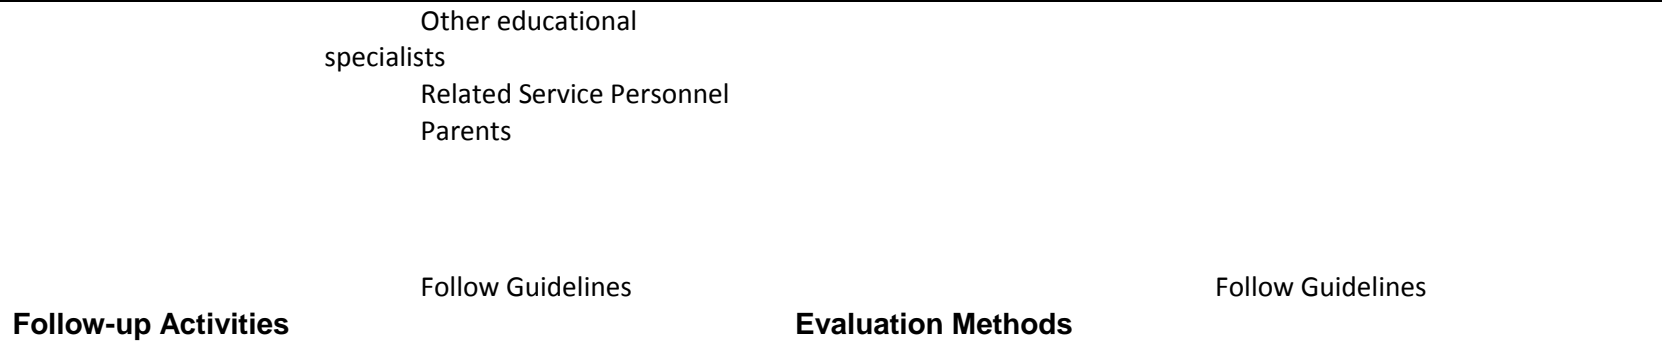 Other educational
specialists
Related Service Personnel
Parents
Follow Guidelines
Follow Guidelines
Follow-up Activities
Evaluation Methods